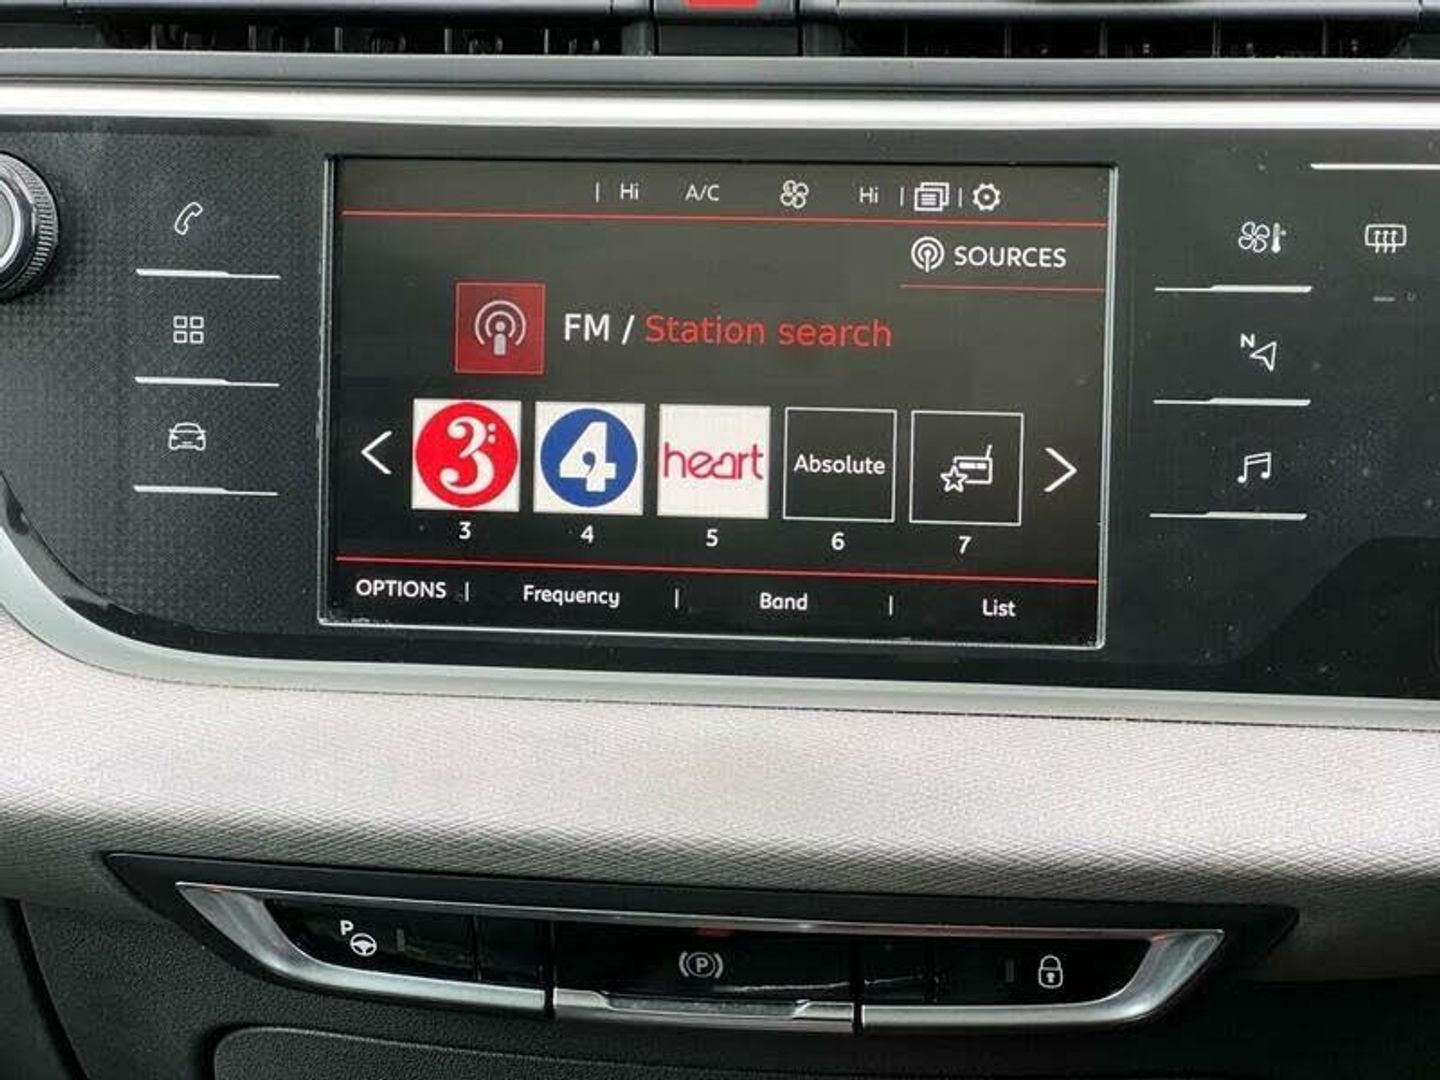 Hi A/C Hi
SOURCES
FM / Station search
3 4 heart Absolute
3 4 5 6 7
OPTIONS Frequency Band List
N
P
P